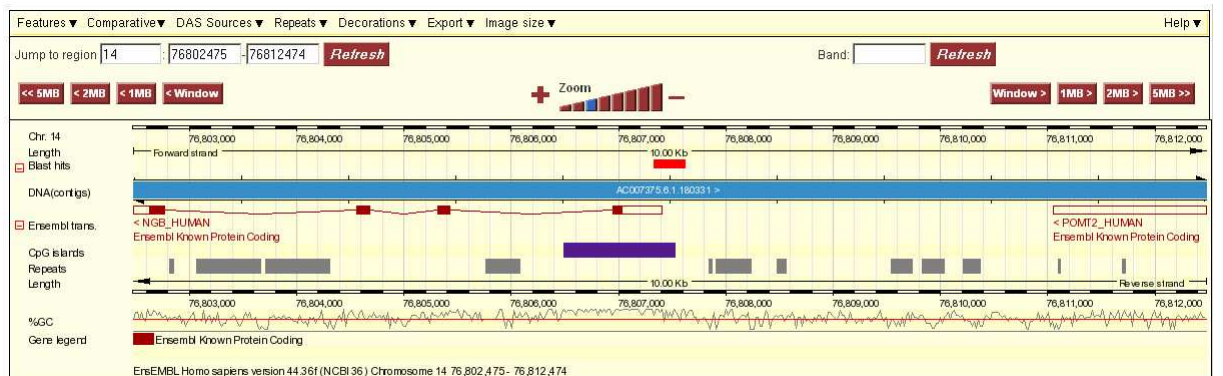 Features ▼ Comparative ▼ DAS Sources ▼ Repeats ▼ Decorations ▼ Export ▼ Image size ▼ Help ▼
Jump to region 14 : 76802475 - 76812474 Refresh Band: Refresh
<< 5MB < 2MB < 1MB < Window + Zoom − Window > 1MB > 2MB > 5MB >>
Chr. 14 76,803,000 76,804,000 76,805,000 76,806,000 76,807,000 76,808,000 76,809,000 76,810,000 76,811,000 76,812,000
Length Forward strand 10.00 Kb
Blast hits
DNA(contigs) AC007375.6.1.180331 >
Ensembl trans. < NGB_HUMAN < POMT2_HUMAN
Ensembl Known Protein Coding Ensembl Known Protein Coding
CpG islands
Repeats
Length 10.00 Kb Reverse strand
76,803,000 76,804,000 76,805,000 76,806,000 76,807,000 76,808,000 76,809,000 76,810,000 76,811,000 76,812,000
%GC
Gene legend Ensembl Known Protein Coding
EnsEMBL Homo sapiens version 44.36f (NCBI 36) Chromosome 14 76,802,475 - 76,812,474